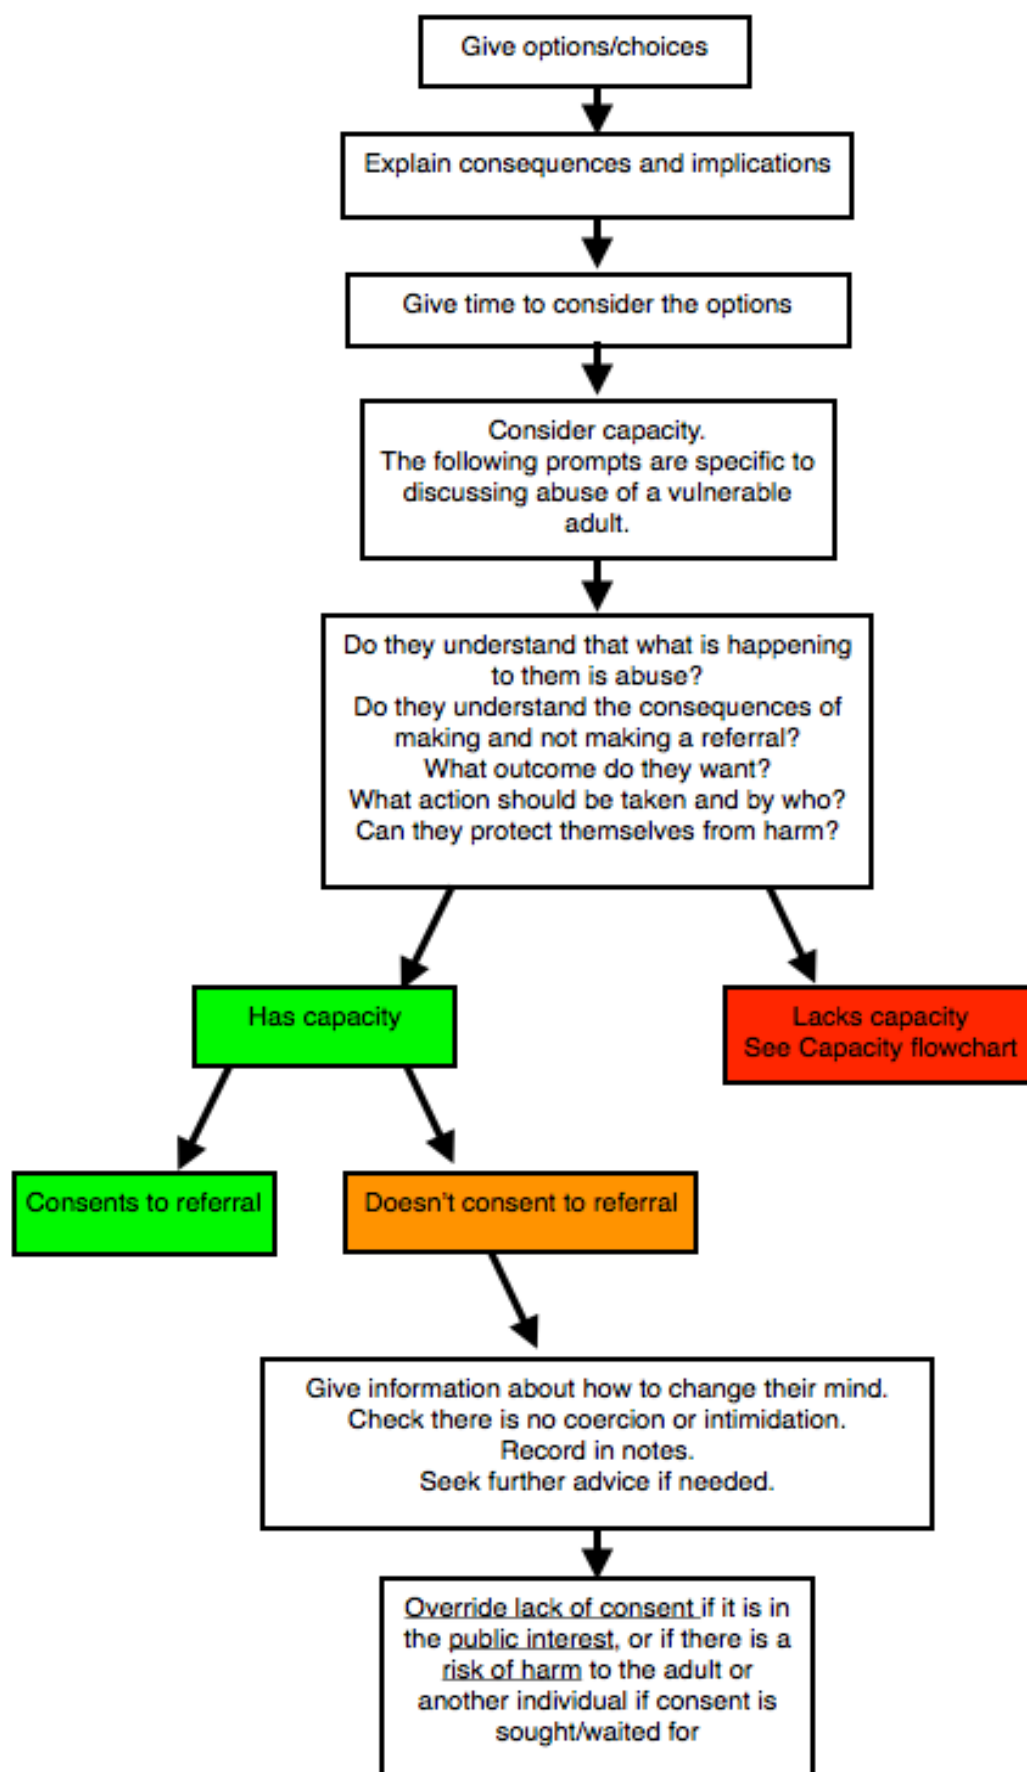 Give options/choices
Explain consequences and implications
Give time to consider the options
Consider capacity.
The following prompts are specific to
discussing abuse of a vulnerable
adult.
Do they understand that what is happening
to them is abuse?
Do they understand the consequences of
making and not making a referral?
What outcome do they want?
What action should be taken and by who?
Can they protect themselves from harm?
Has capacity
Lacks capacity
See Capacity flowchart
Consents to referral
Doesn't consent to referral
Give information about how to change their mind.
Check there is no coercion or intimidation.
Record in notes.
Seek further advice if needed.
Override lack of consent if it is in
the public interest, or if there is a
risk of harm to the adult or
another individual if consent is
sought/waited for